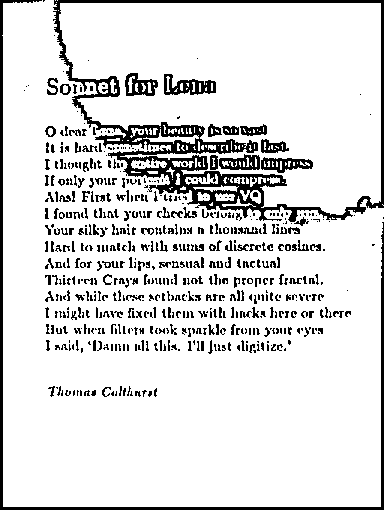 Sonnet for Lena
O dear Lena, your beauty is so vast
It is hard sometimes to describe it fast.
I thought the entire world I would impress
If only your portrait I could compress.
Alas! First when I tried to use VQ
I found that your cheeks belong to only you.
Your silky hair contains a thousand lines
Hard to match with sums of discrete cosines.
And for your lips, sensual and tactual
Thirteen Crays found not the proper fractal.
And while these setbacks are all quite severe
I might have fixed them with hacks here or there
But when filters took sparkle from your eyes
I said, 'Damn all this. I'll just digitize.'
Thomas Colthurst